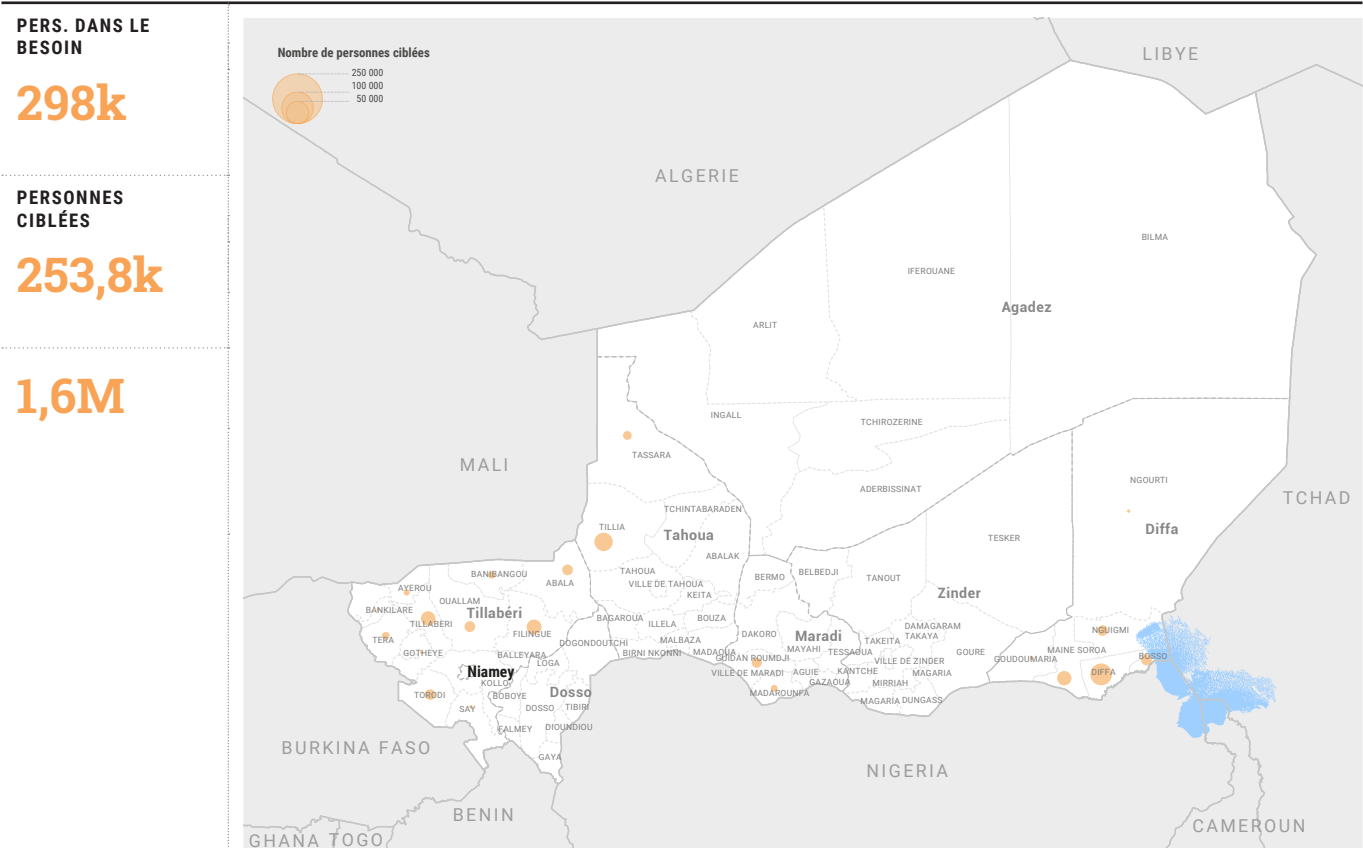 PERS. DANS LE
BESOIN
298k
PERSONNES
CIBLÉES
253,8k
1,6M
Nombre de personnes ciblées
250 000
100 000
50 000
LIBYE
ALGERIE
BILMA
IFEROUANE
Agadez
ARLIT
INGALL
TCHIROZERINE
TASSARA
MALI
NGOURTI
ADERBISSINAT
TCHAD
TCHINTABARADEN
TILLIA
Tahoua
Diffa
TESKER
ABALAK
BANIBANGOU
ABALA
TAHOUA
BERMO
BELBEDJI
TANOUT
VILLE DE TAHOUA
AYEROU
KEITA
Zinder
OUALLAM
BANKILARE
Tillabéri
TILLABERI
BAGAROUA
ILLELA
BOUZA
DAMAGARAM
TAKAYA
NGUIGMI
FILINGUE
DAKORO
Maradi
TERA
DOGONDOUTCHI
MALBAZA
TAKEITA
MAYAHI
TESSAOUA
GOURE
MAINE SOROA
GOTHEYE
BALLEYARA
BIRNI NKONNI
MADAOUA
GUIDAN ROUMDJI
VILLE DE ZINDER
GOUDOUMARIA
BOSSO
LOGA
Niamey
VILLE DE MARADI
AGUIE
KANTCHE
MAGARIA
DIFFA
KOLLO
GAZAOUA
MIRRIAH
TORODI
BOBOYE
Dosso
MADAROUNFA
MAGARIA
DUNGASS
SAY
DOSSO
TIBIRI
FALMEY
DIOUNDIOU
BURKINA FASO
GAYA
NIGERIA
BENIN
CAMEROUN
GHANA
TOGO